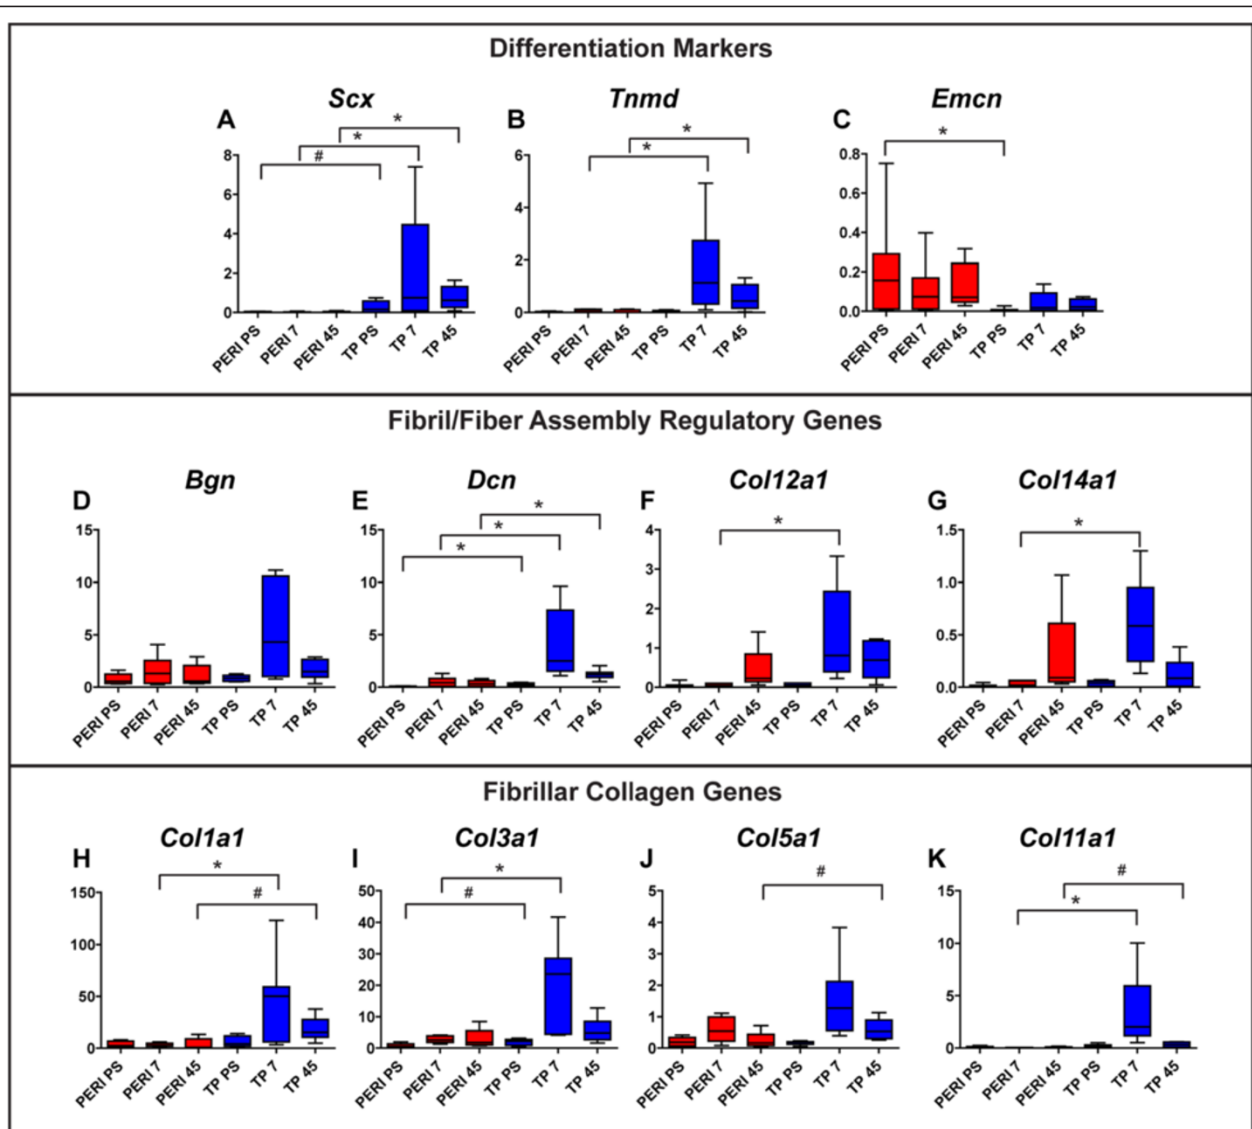 Differentiation Markers
Scx Tnmd Emcn
A B C
* * #
* *
*
8 6 4 2 0
6 4 2 0
0.8 0.6 0.4 0.2 0.0
PERI PS PERI 7 PERI 45 TP PS TP 7 TP 45
PERI PS PERI 7 PERI 45 TP PS TP 7 TP 45
PERI PS PERI 7 PERI 45 TP PS TP 7 TP 45
Fibril/Fiber Assembly Regulatory Genes
Bgn Dcn Col12a1 Col14a1
D E F G
* * *
*
*
15 10 5 0
15 10 5 0
4 3 2 1 0
1.5 1.0 0.5 0.0
PERI PS PERI 7 PERI 45 TP PS TP 7 TP 45
PERI PS PERI 7 PERI 45 TP PS TP 7 TP 45
PERI PS PERI 7 PERI 45 TP PS TP 7 TP 45
PERI PS PERI 7 PERI 45 TP PS TP 7 TP 45
Fibrillar Collagen Genes
Col1a1 Col3a1 Col5a1 Col11a1
H I J K
* #
* #
#
# *
150 100 50 0
50 40 30 20 10 0
5 4 3 2 1 0
15 10 5 0
PERI PS PERI 7 PERI 45 TP PS TP 7 TP 45
PERI PS PERI 7 PERI 45 TP PS TP 7 TP 45
PERI PS PERI 7 PERI 45 TP PS TP 7 TP 45
PERI PS PERI 7 PERI 45 TP PS TP 7 TP 45